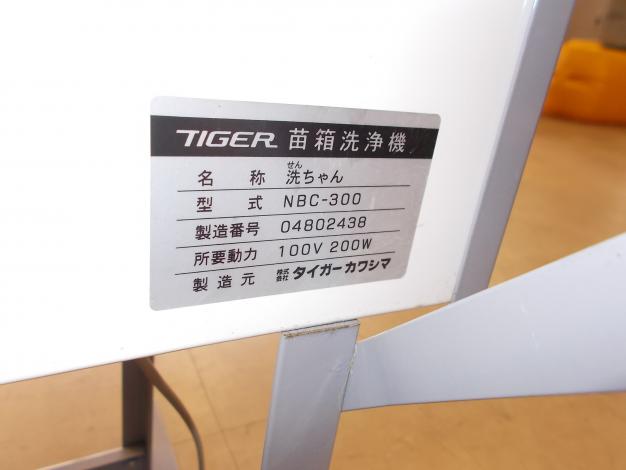 TIGER 苗箱洗浄機
せん
名称 洗ちゃん
型式 NBC-300
製造番号 04802438
所要動力 100V 200W
製造元 株式会社 タイガーカワシマ